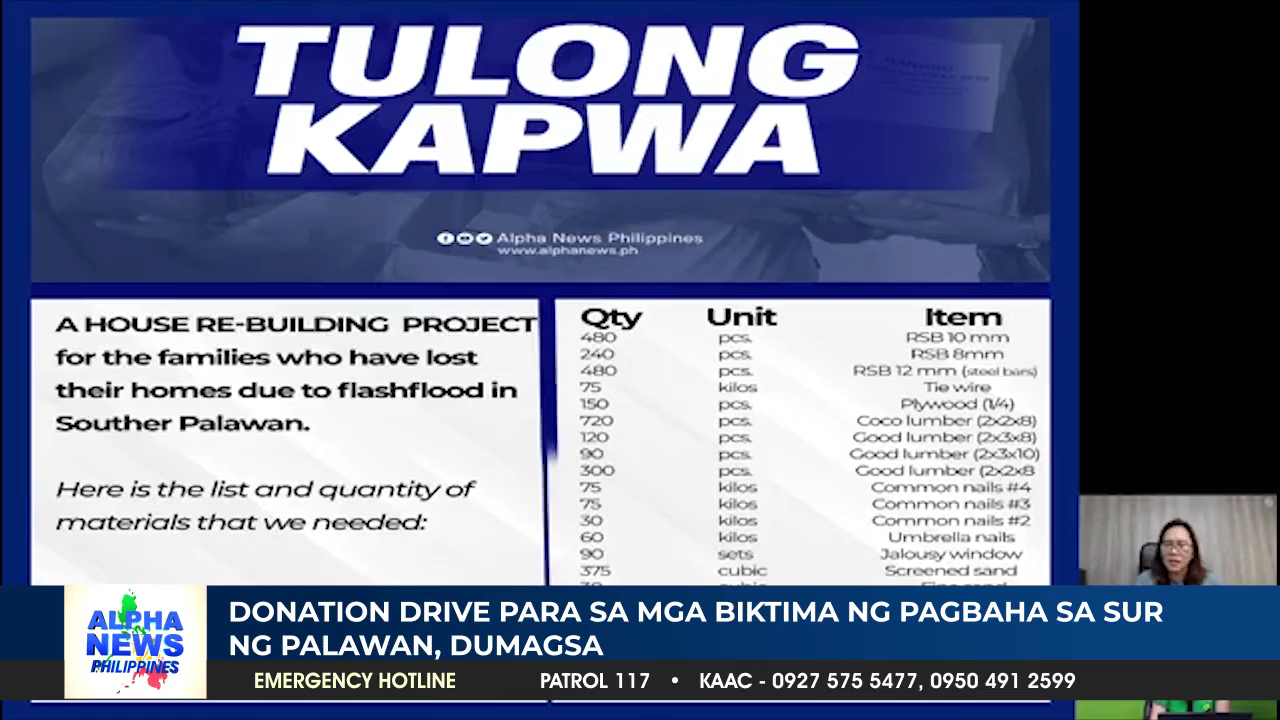 TULONG
KAPWA
Alpha News Philippines
www.alphanews.ph
A HOUSE RE-BUILDING PROJECT
for the families who have lost
their homes due to flashflood in
Souther Palawan.
Here is the list and quantity of
materials that we needed:
Qty Unit Item
480 pcs. RSB 10 mm
240 pcs. RSB 8mm
480 pcs. RSB 12 mm (steel bars)
75 kilos Tie wire
150 pcs. Plywood (1/4)
720 pcs. Coco lumber (2x2x8)
120 pcs. Good lumber (2x3x8)
90 pcs. Good lumber (2x3x10)
300 pcs. Good lumber (2x2x8
75 kilos Common nails #4
75 kilos Common nails #3
30 kilos Common nails #2
60 kilos Umbrella nails
90 sets Jalousy window
375 cubic Screened sand
ALPHA
NEWS
PHILIPPINES
DONATION DRIVE PARA SA MGA BIKTIMA NG PAGBAHA SA SUR
NG PALAWAN, DUMAGSA
EMERGENCY HOTLINE PATROL 117 • KAAC - 0927 575 5477, 0950 491 2599